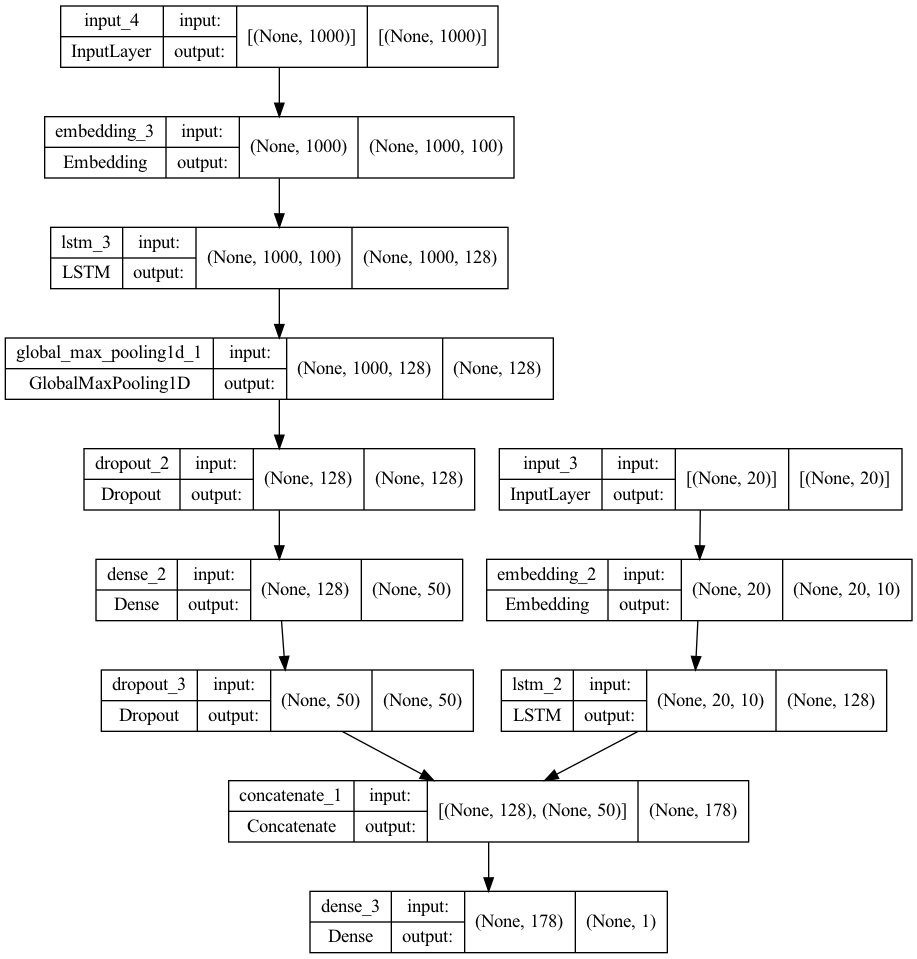 input_4 input: [(None, 1000)] [(None, 1000)]
InputLayer output:
embedding_3 input: (None, 1000) (None, 1000, 100)
Embedding output:
lstm_3 input: (None, 1000, 100) (None, 1000, 128)
LSTM output:
global_max_pooling1d_1 input: (None, 1000, 128) (None, 128)
GlobalMaxPooling1D output:
dropout_2 input: (None, 128) (None, 128)
Dropout output:
input_3 input: [(None, 20)] [(None, 20)]
InputLayer output:
dense_2 input: (None, 128) (None, 50)
Dense output:
embedding_2 input: (None, 20) (None, 20, 10)
Embedding output:
dropout_3 input: (None, 50) (None, 50)
Dropout output:
lstm_2 input: (None, 20, 10) (None, 128)
LSTM output:
concatenate_1 input: [(None, 128), (None, 50)] (None, 178)
Concatenate output:
dense_3 input: (None, 178) (None, 1)
Dense output: